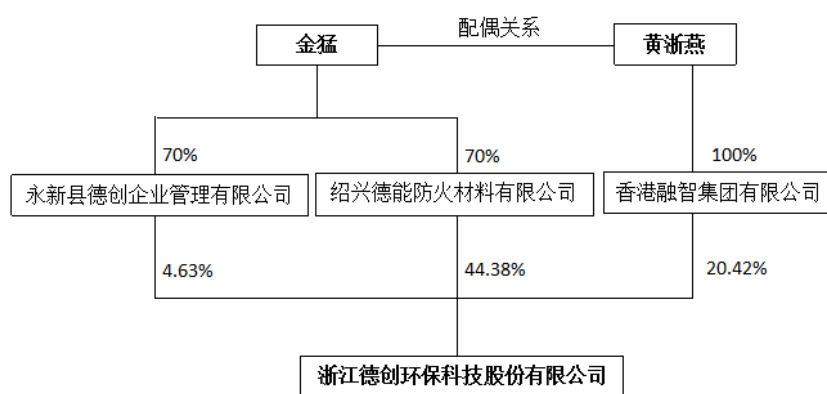 配偶关系
金猛
黄浙燕
70%
70%
100%
永新县德创企业管理有限公司
绍兴德能防火材料有限公司
香港融智集团有限公司
4.63%
44.38%
20.42%
浙江德创环保科技股份有限公司